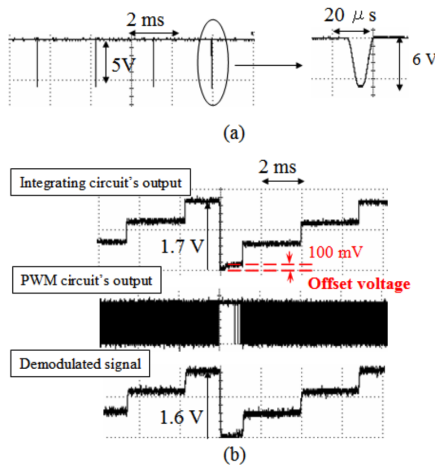 2 ms
20 μ s
5V
6 V
(a)
2 ms
Integrating circuit's output
1.7 V
100 mV
Offset voltage
PWM circuit's output
Demodulated signal
1.6 V
(b)